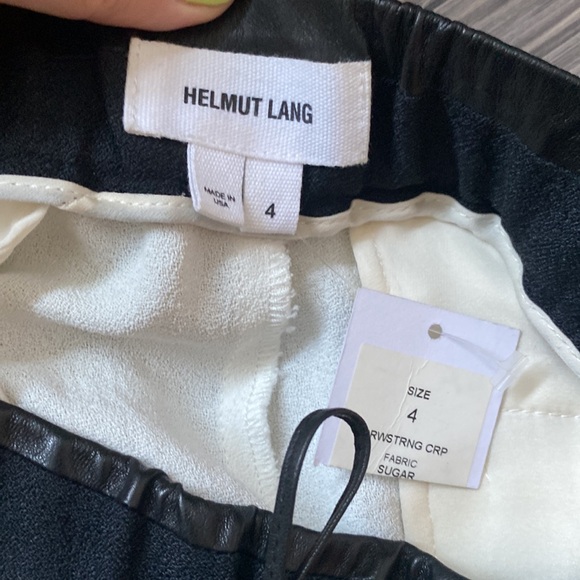 HELMUT LANG
MADE IN
USA
4
SIZE
4
RWSTRNG CRP
FABRIC
SUGAR